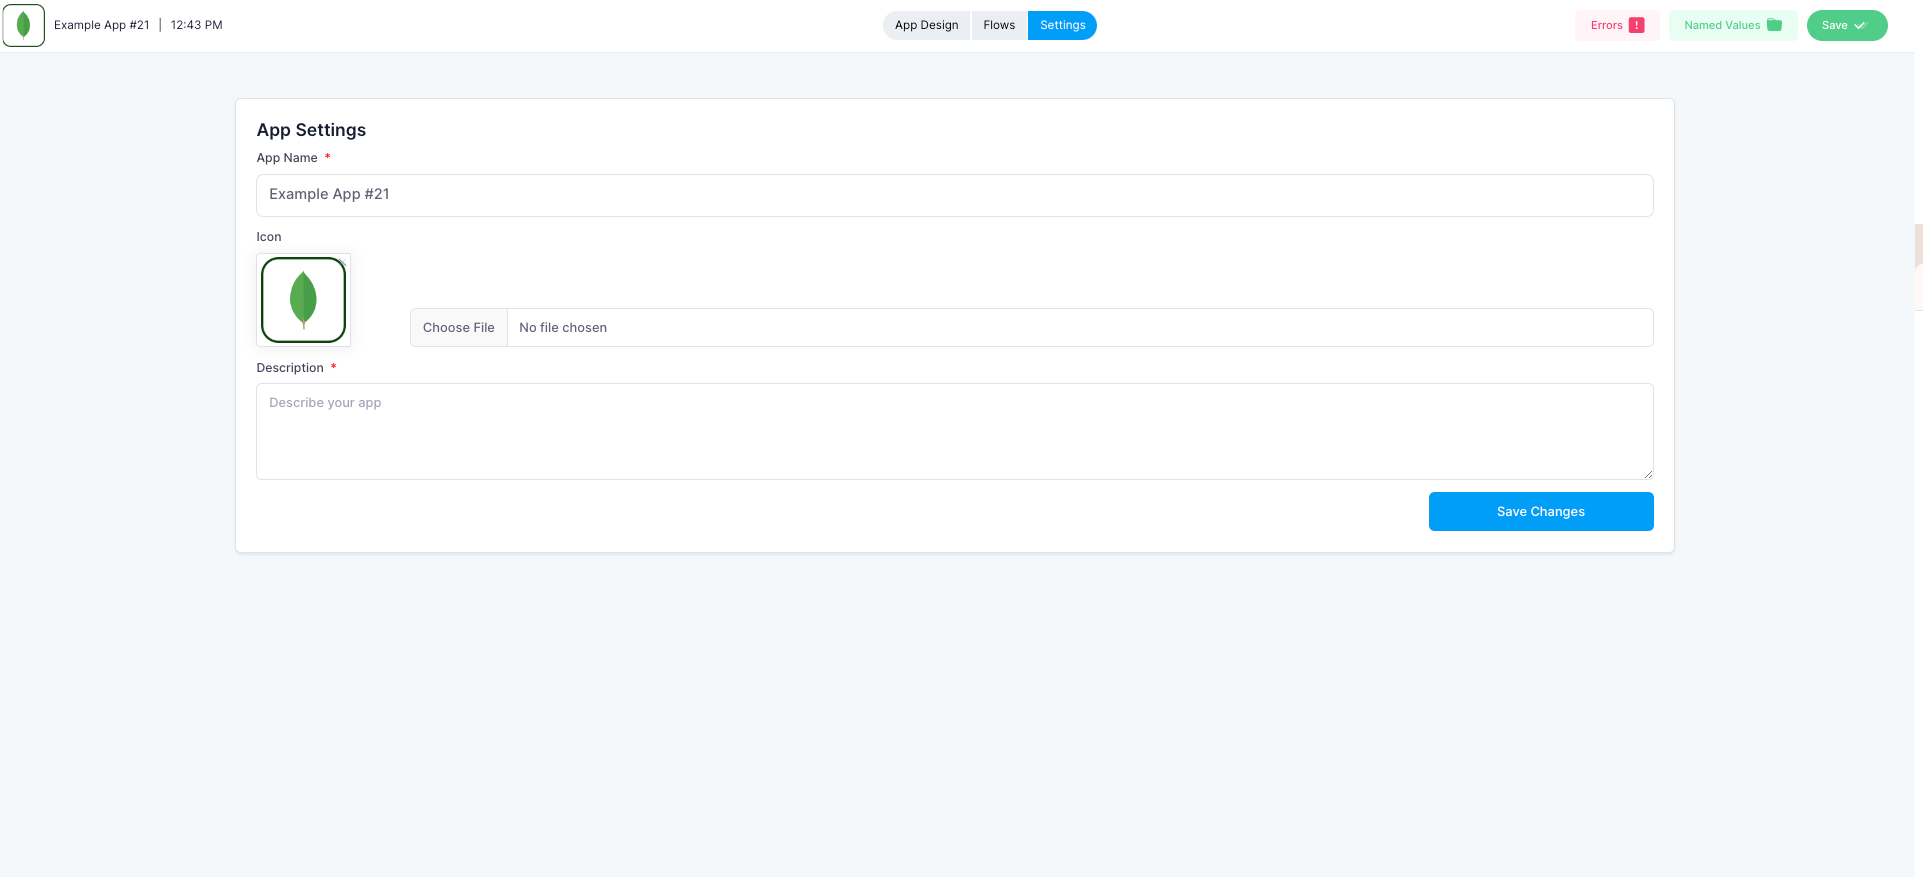 Example App #21 | 12:43 PM
App Design
Flows
Settings
Errors !
Named Values
Save
App Settings
App Name *
Example App #21
Icon
Choose File
No file chosen
Description *
Describe your app
Save Changes